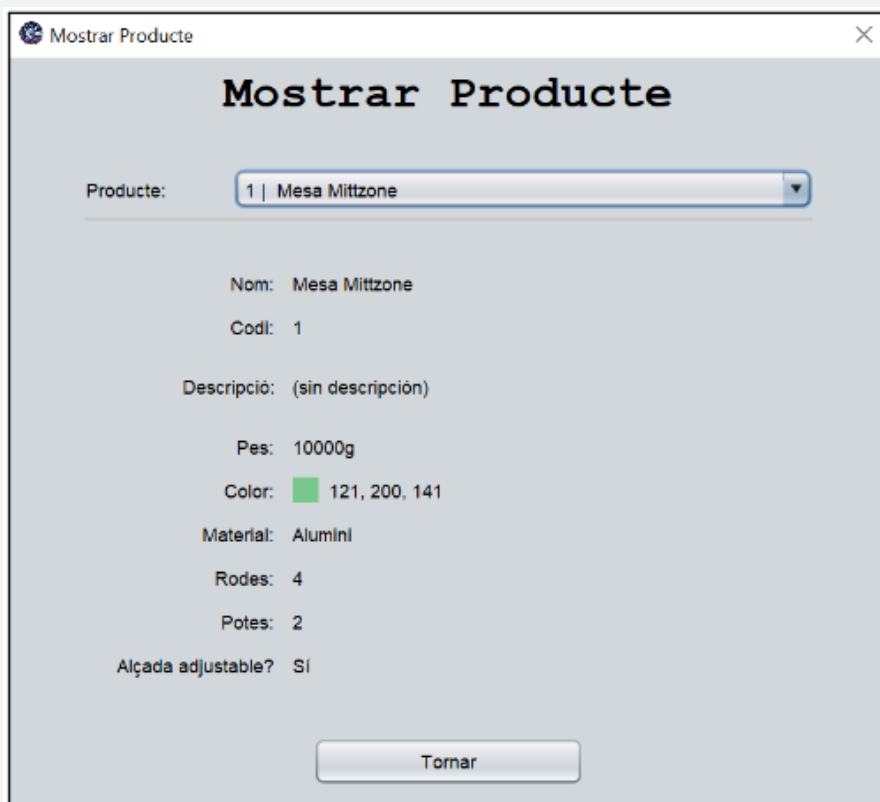 Mostrar Producte
Mostrar Producte
Producte: 1 | Mesa Mittzone
Nom: Mesa Mittzone
Codi: 1
Descripció: (sin descripción)
Pes: 10000g
Color: 121, 200, 141
Material: Alumini
Rodes: 4
Potes: 2
Alçada adjustable? Sí
Tornar